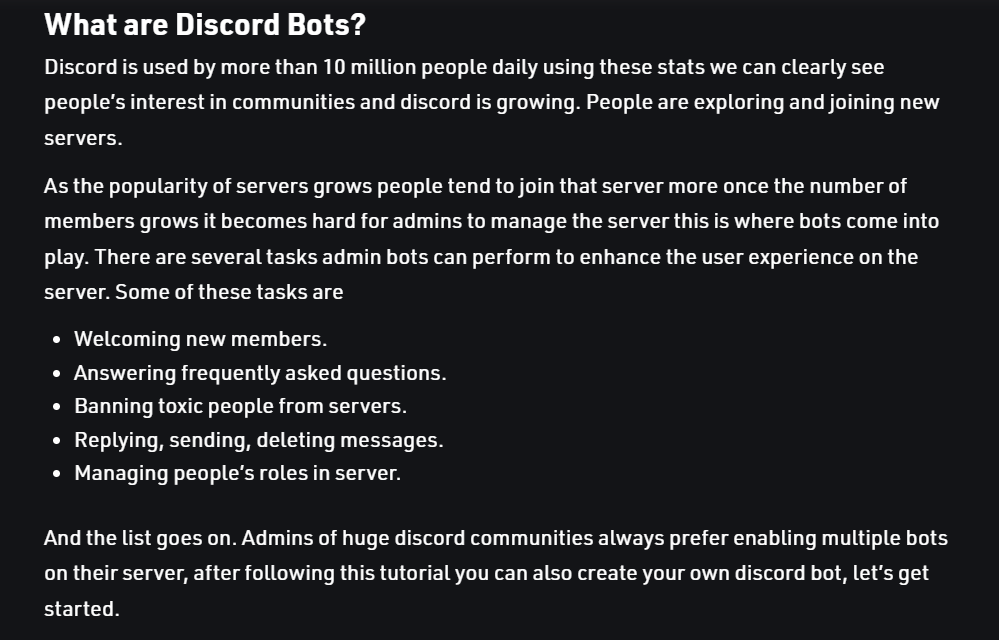 What are Discord Bots?
Discord is used by more than 10 million people daily using these stats we can clearly see
people's interest in communities and discord is growing. People are exploring and joining new
servers.
As the popularity of servers grows people tend to join that server more once the number of
members grows it becomes hard for admins to manage the server this is where bots come into
play. There are several tasks admin bots can perform to enhance the user experience on the
server. Some of these tasks are
• Welcoming new members.
• Answering frequently asked questions.
• Banning toxic people from servers.
• Replying, sending, deleting messages.
• Managing people's roles in server.
And the list goes on. Admins of huge discord communities always prefer enabling multiple bots
on their server, after following this tutorial you can also create your own discord bot, let's get
started.